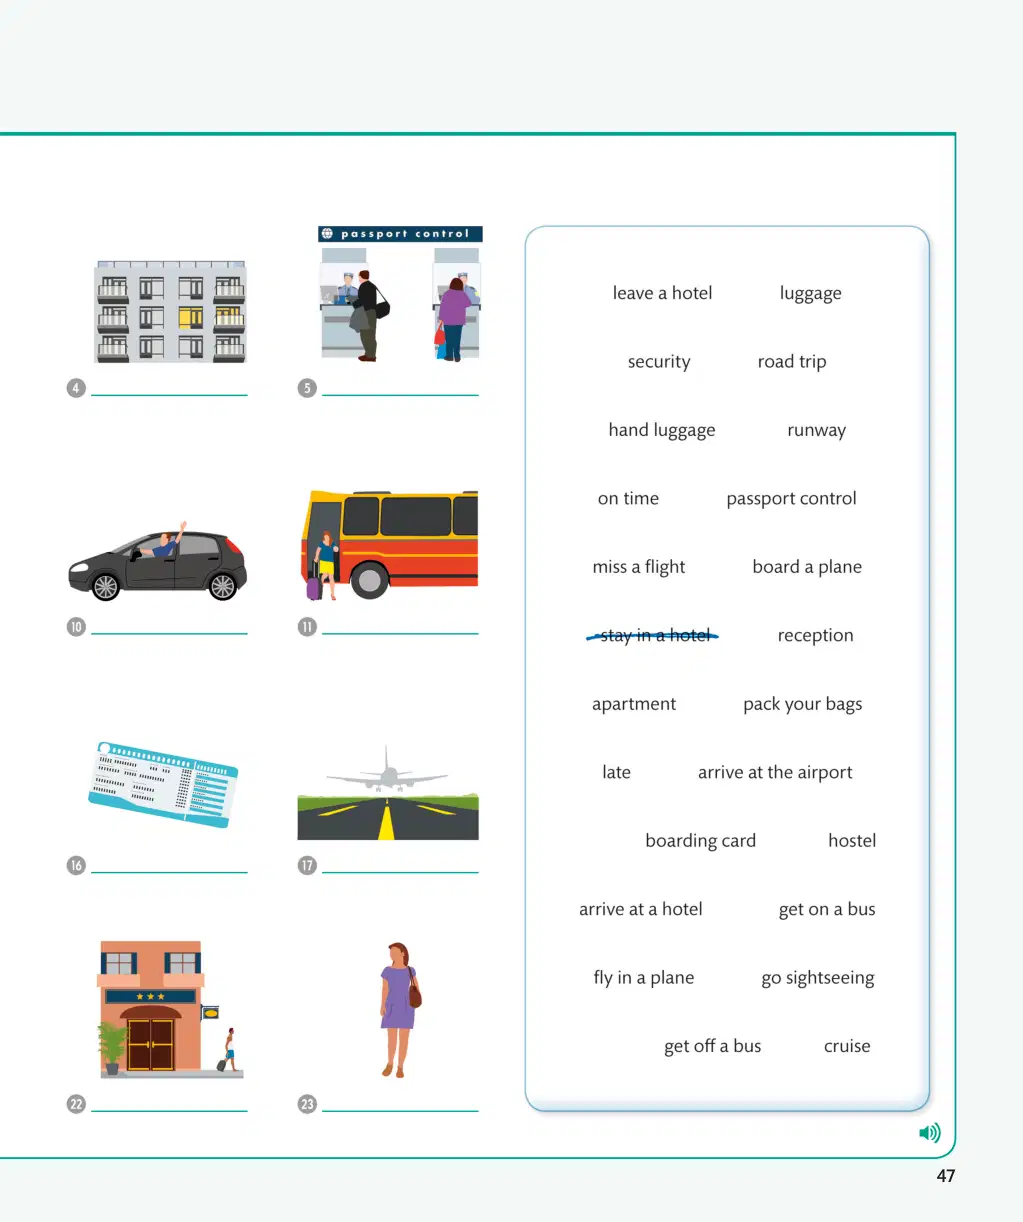 passport control
4
5
10
11
16
17
22
23
leave a hotel luggage
security road trip
hand luggage runway
on time passport control
miss a flight board a plane
stay in a hotel reception
apartment pack your bags
late arrive at the airport
boarding card hostel
arrive at a hotel get on a bus
fly in a plane go sightseeing
get off a bus cruise
47